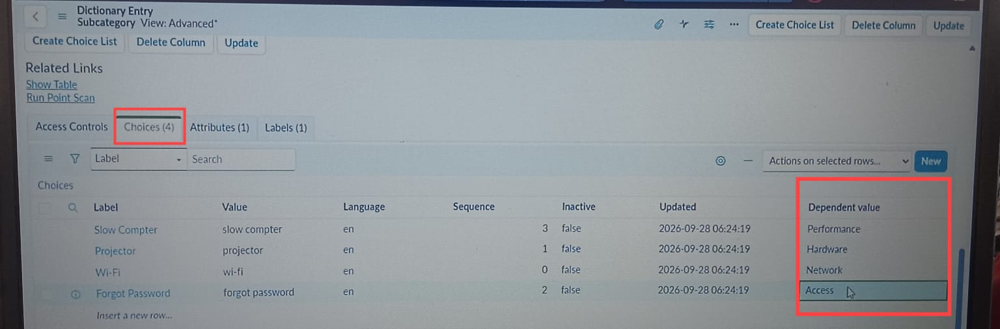 Dictionary Entry
Subcategory View: Advanced*
Create Choice List Delete Column Update
Create Choice List Delete Column Update
Related Links
Show Table
Run Point Scan
Access Controls Choices (4) Attributes (1) Labels (1)
Label Search Actions on selected rows... New
Choices
Label Value Language Sequence Inactive Updated Dependent value
Slow Compter slow compter en 3 false 2026-09-28 06:24:19 Performance
Projector projector en 1 false 2026-09-28 06:24:19 Hardware
Wi-Fi wi-fi en 0 false 2026-09-28 06:24:19 Network
Forgot Password forgot password en 2 false 2026-09-28 06:24:19 Access
Insert a new row...